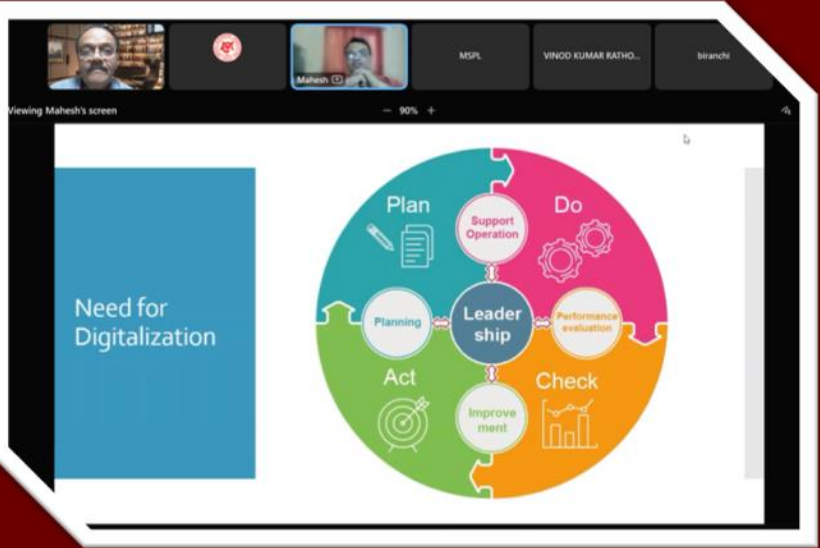 MSPL
VINOD KUMAR RATHO...
biranchi
Mahesh
Viewing Mahesh's screen
90%
Need for
Digitalization
Plan
Do
Support
Operation
Planning
Leader
ship
Performance
evaluation
Act
Check
Improve
ment